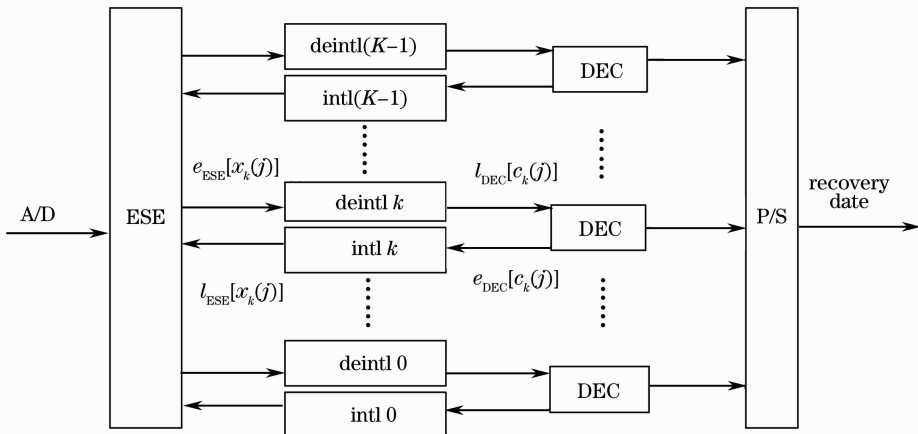 deintl(K−1)
DEC
intl(K−1)
e_ESE[x_k(j)]
l_DEC[c_k(j)]
A/D
ESE
deintl k
DEC
P/S
recovery
date
intl k
l_ESE[x_k(j)]
e_DEC[c_k(j)]
deintl 0
DEC
intl 0